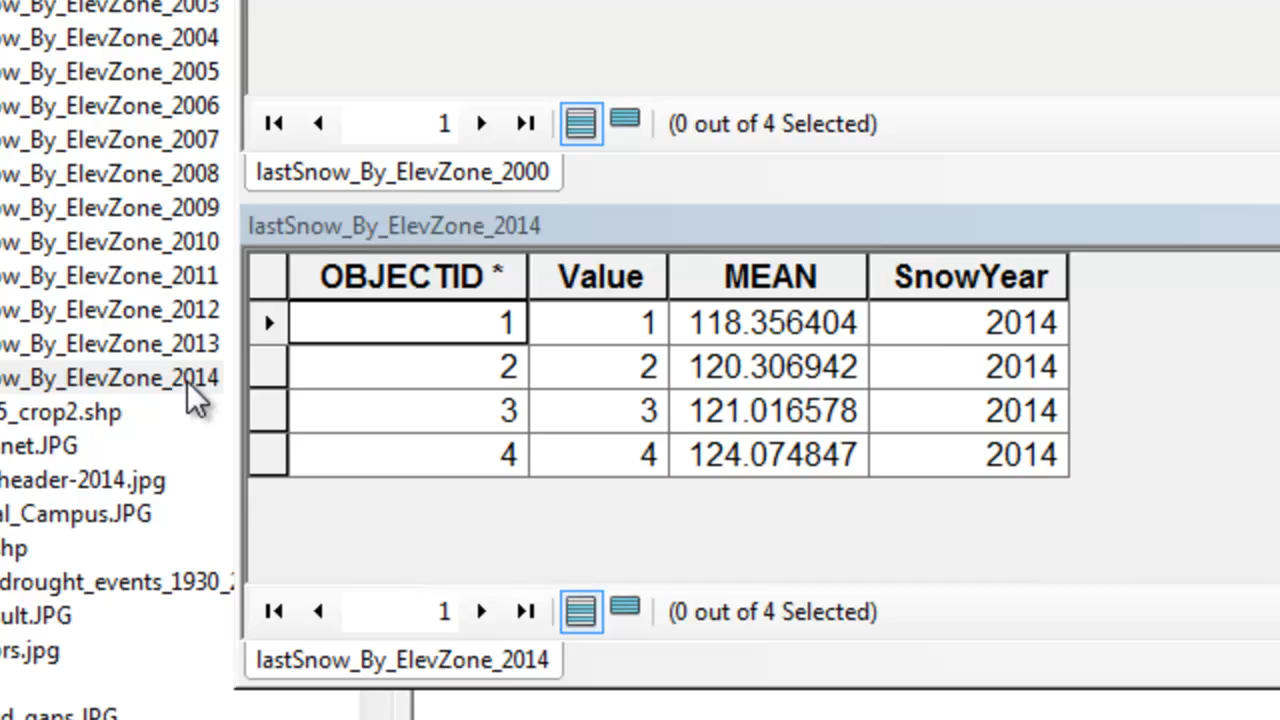 ow_By_ElevZone_2003
ow_By_ElevZone_2004
ow_By_ElevZone_2005
ow_By_ElevZone_2006
ow_By_ElevZone_2007
ow_By_ElevZone_2008
ow_By_ElevZone_2009
ow_By_ElevZone_2010
ow_By_ElevZone_2011
ow_By_ElevZone_2012
ow_By_ElevZone_2013
ow_By_ElevZone_2014
5_crop2.shp
net.JPG
header-2014.jpg
al_Campus.JPG
hp
drought_events_1930_2
ult.JPG
rs.jpg
d_gaps.JPG
1 (0 out of 4 Selected)
lastSnow_By_ElevZone_2000
lastSnow_By_ElevZone_2014
OBJECTID * Value MEAN SnowYear
1 1 118.356404 2014
2 2 120.306942 2014
3 3 121.016578 2014
4 4 124.074847 2014
1 (0 out of 4 Selected)
lastSnow_By_ElevZone_2014